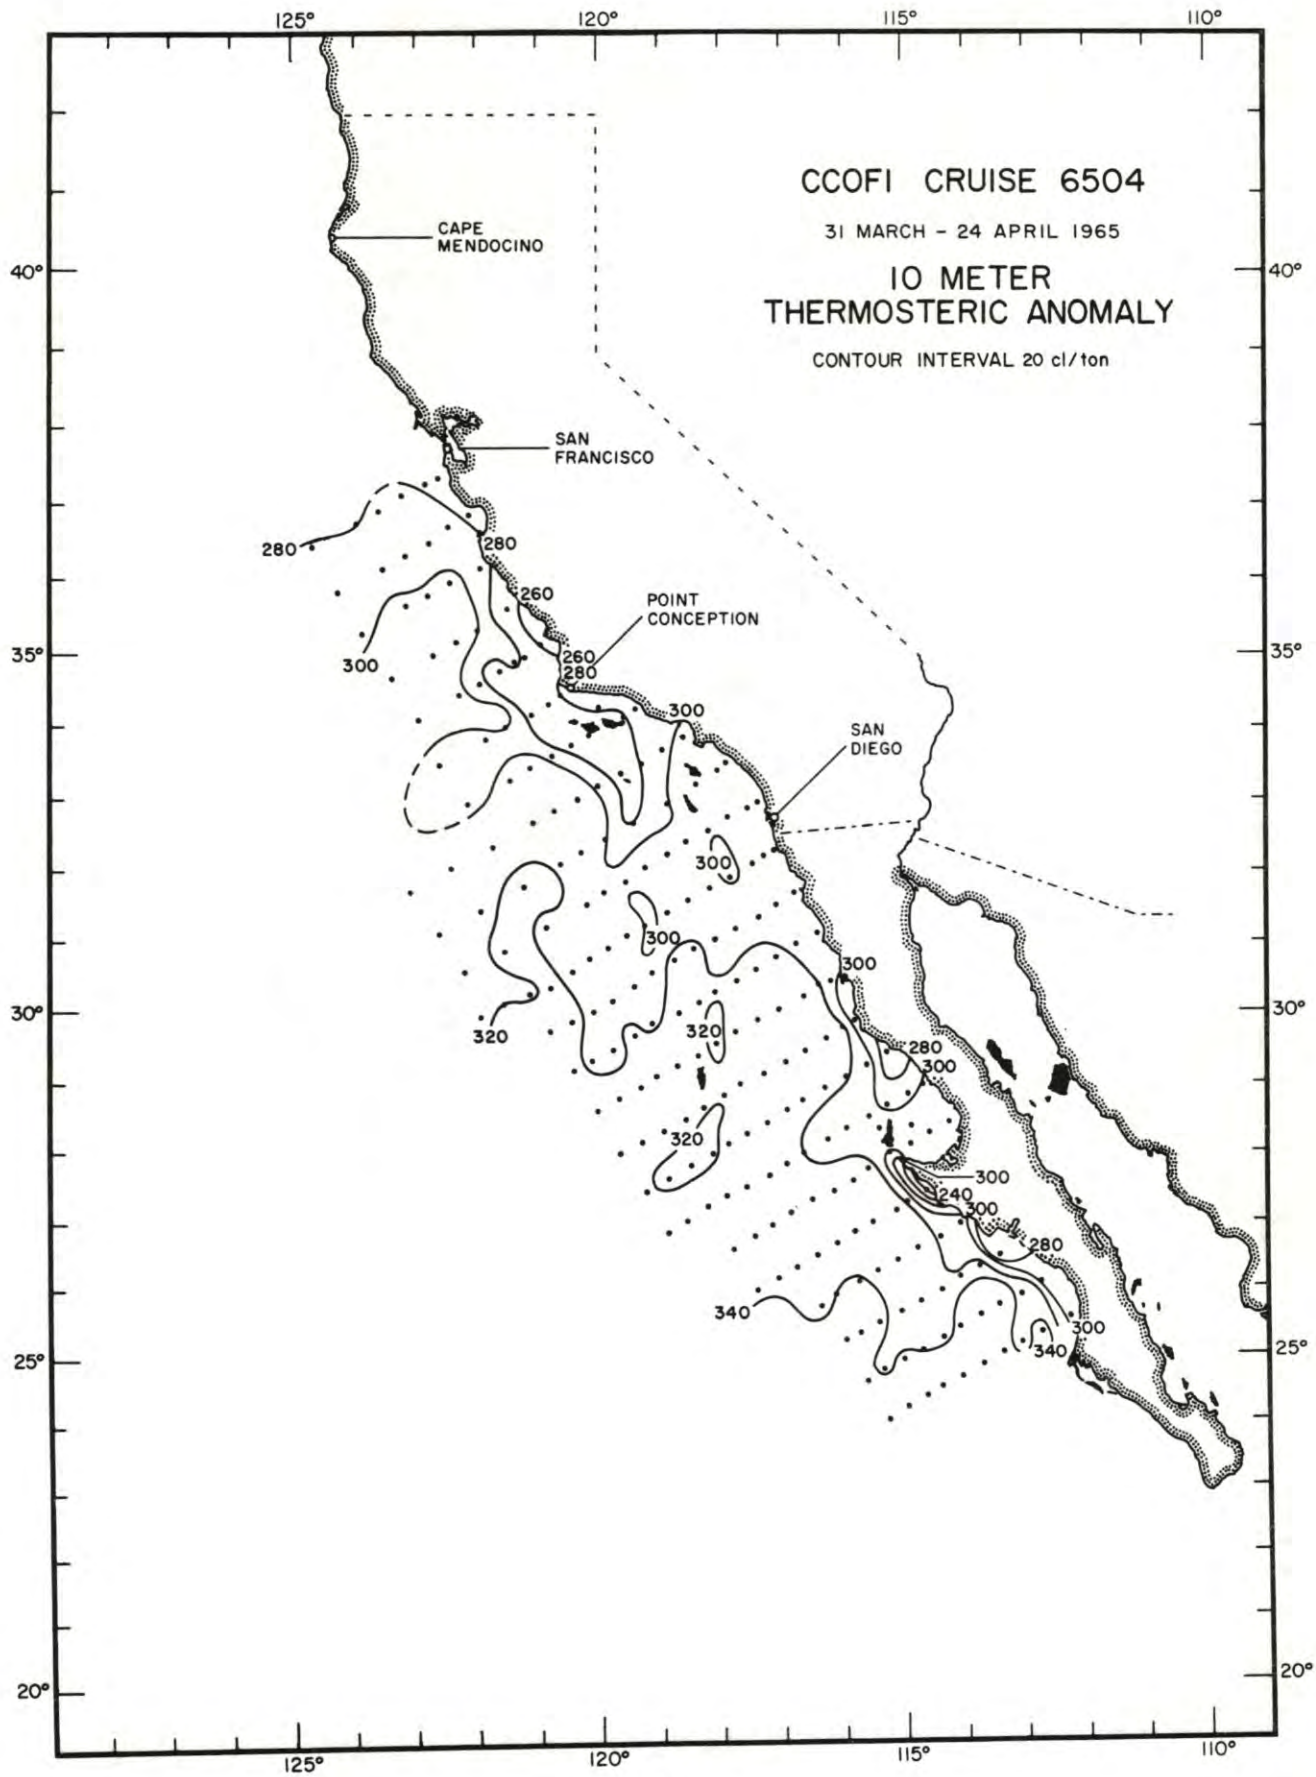 125° 120° 115° 110°
CCOFI CRUISE 6504
31 MARCH – 24 APRIL 1965
10 METER
THERMOSTERIC ANOMALY
CONTOUR INTERVAL 20 cl/ton
CAPE
MENDOCINO
40° 40°
SAN
FRANCISCO
280
280
260
POINT
CONCEPTION
300
35° 35°
260
280
300
SAN
DIEGO
300
300
300
30° 30°
320
320
280
300
320
300
240
300
280
340
300
340
25° 25°
20° 20°
125° 120° 115° 110°